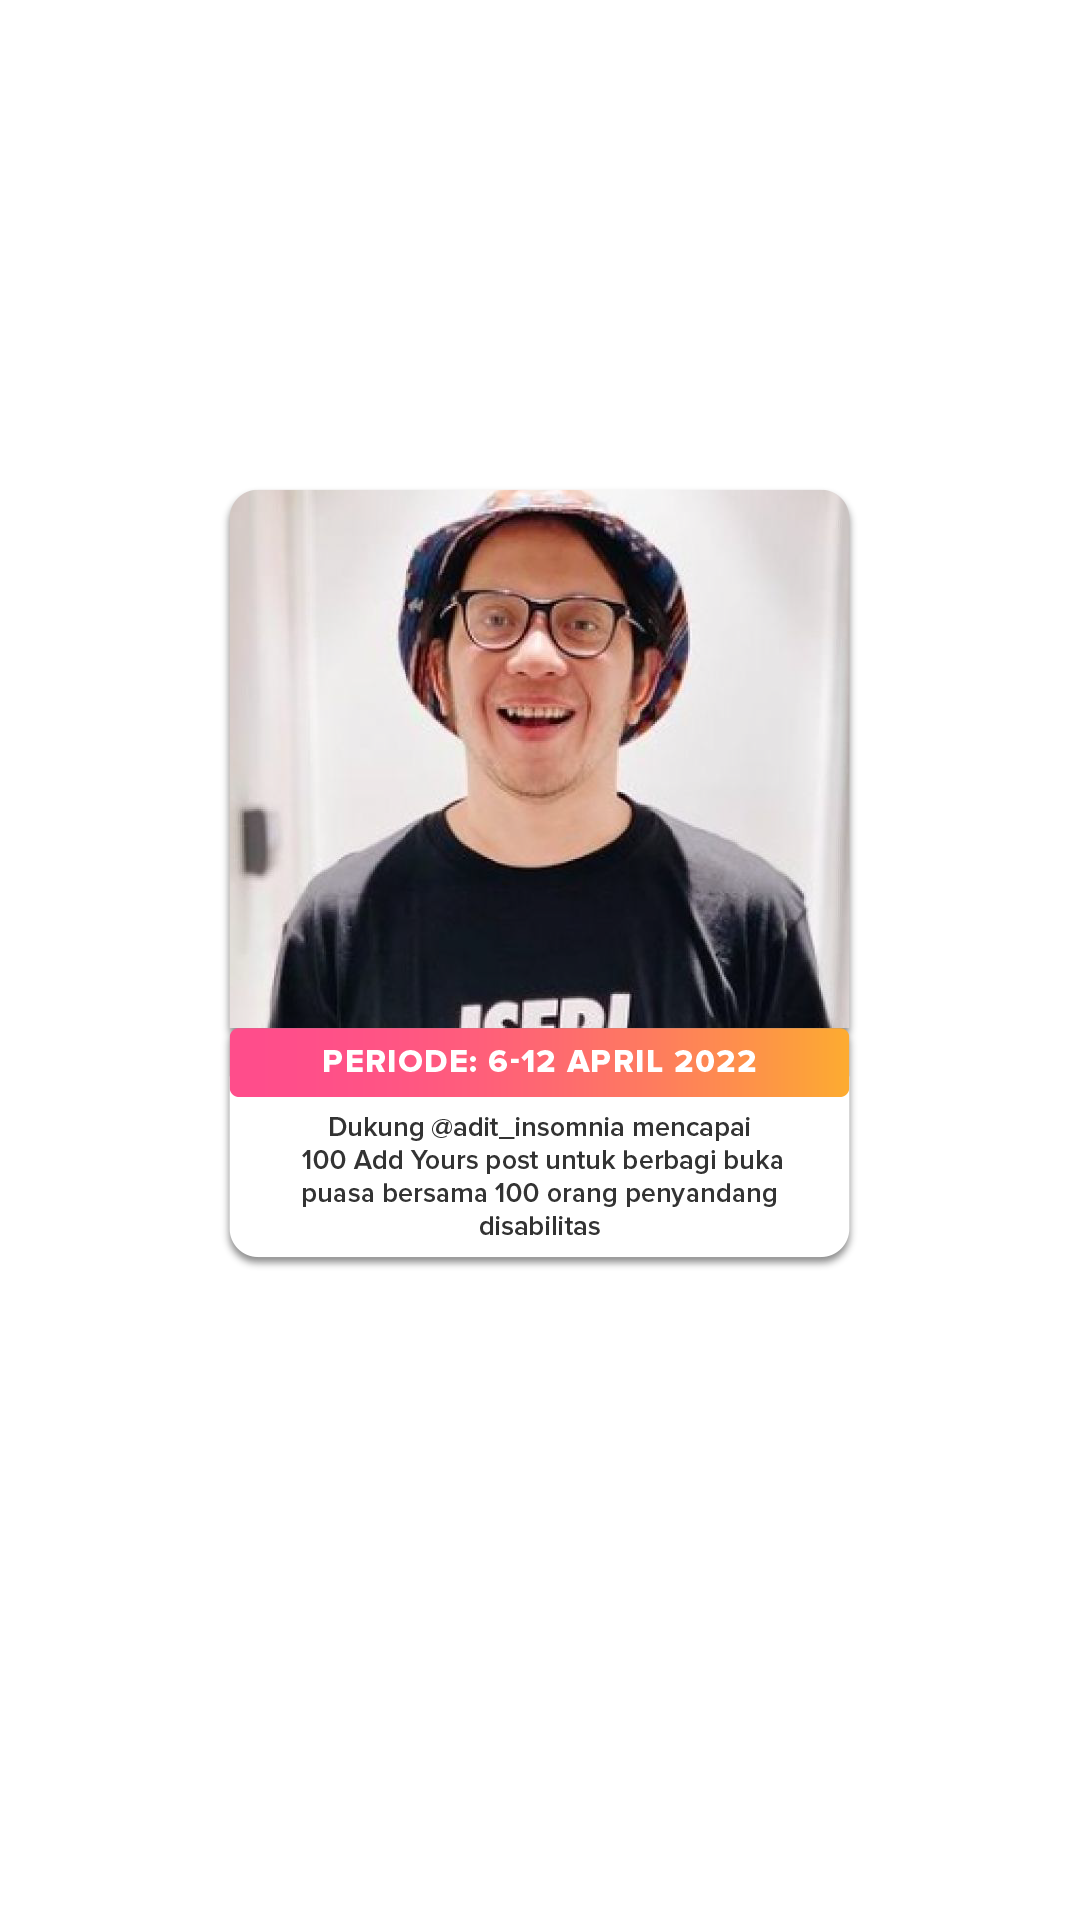 PERIODE: 6-12 APRIL 2022
Dukung @adit_insomnia mencapai
100 Add Yours post untuk berbagi buka
puasa bersama 100 orang penyandang
disabilitas